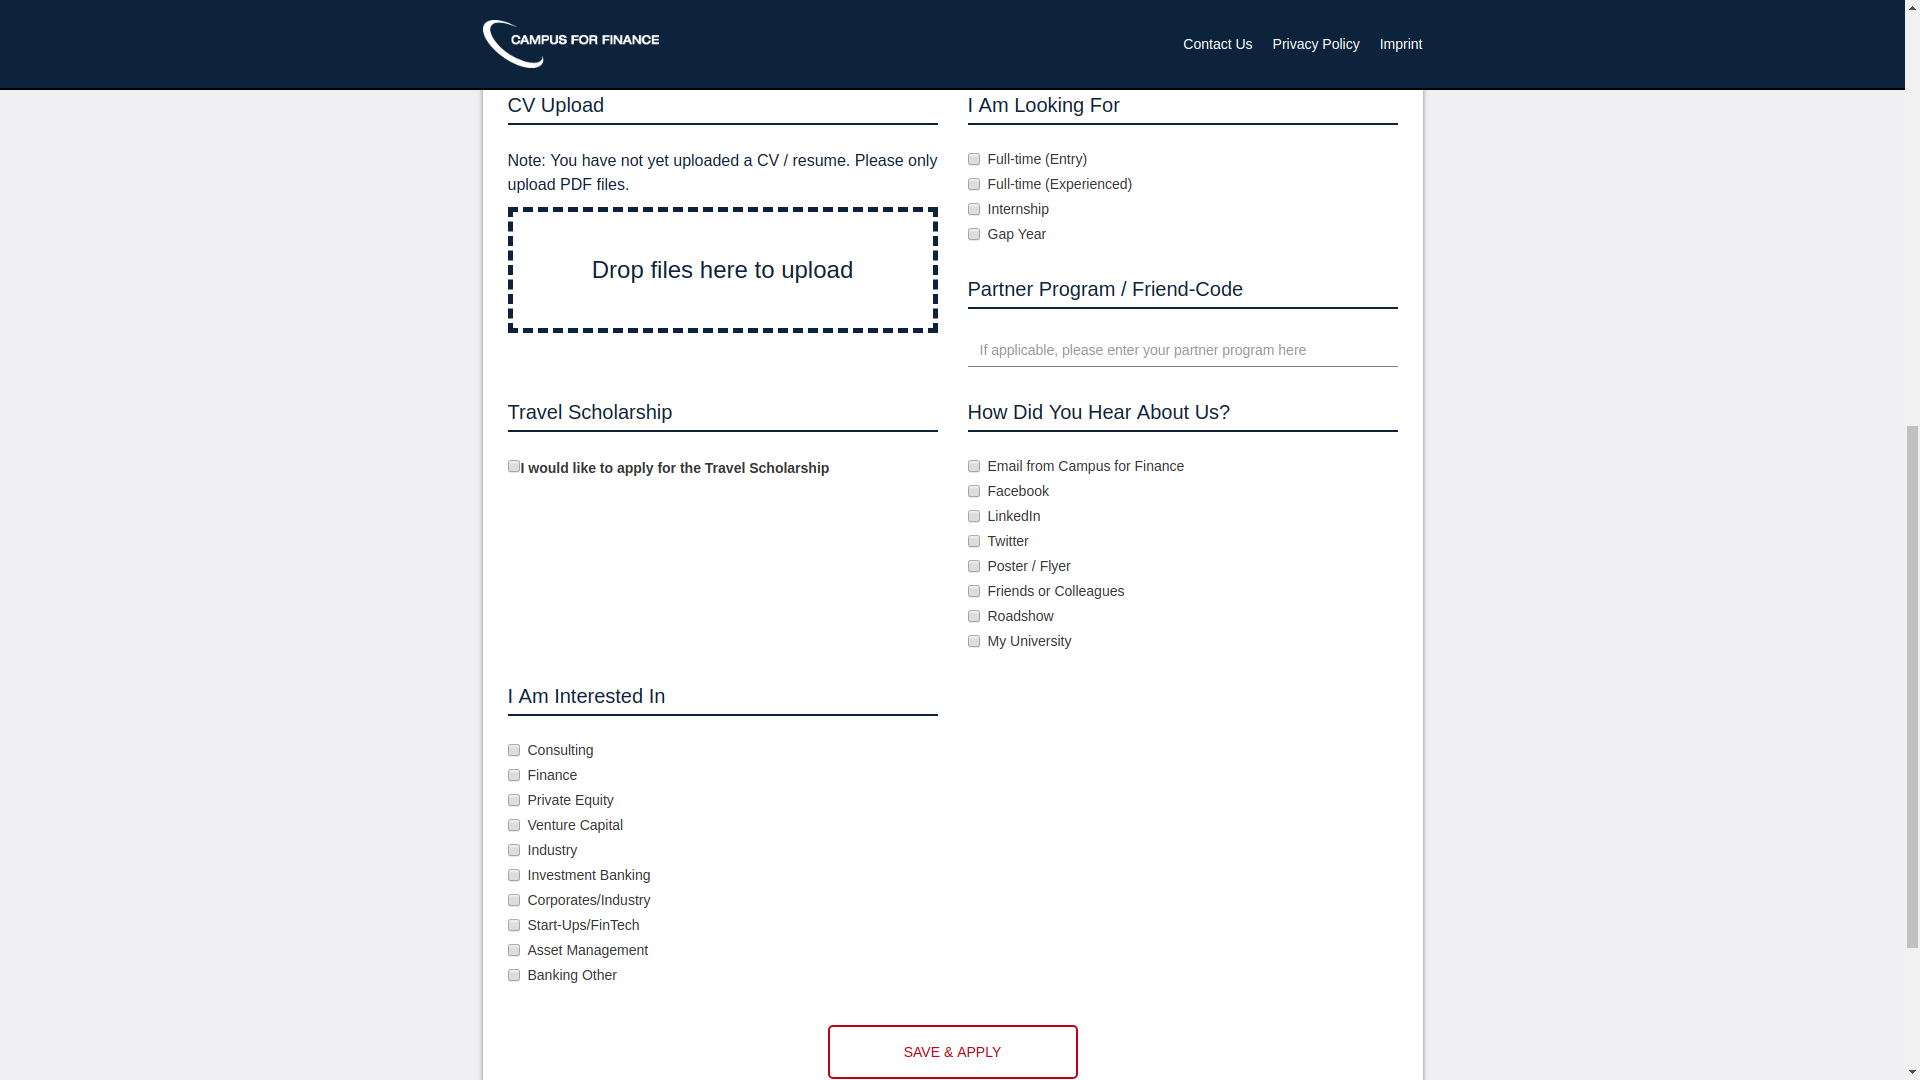 CAMPUS FOR FINANCE
Contact Us
Privacy Policy
Imprint
CV Upload
Note: You have not yet uploaded a CV / resume. Please only
upload PDF files.
Drop files here to upload
I Am Looking For
Full-time (Entry)
Full-time (Experienced)
Internship
Gap Year
Partner Program / Friend-Code
If applicable, please enter your partner program here
Travel Scholarship
I would like to apply for the Travel Scholarship
How Did You Hear About Us?
Email from Campus for Finance
Facebook
LinkedIn
Twitter
Poster / Flyer
Friends or Colleagues
Roadshow
My University
I Am Interested In
Consulting
Finance
Private Equity
Venture Capital
Industry
Investment Banking
Corporates/Industry
Start-Ups/FinTech
Asset Management
Banking Other
SAVE & APPLY